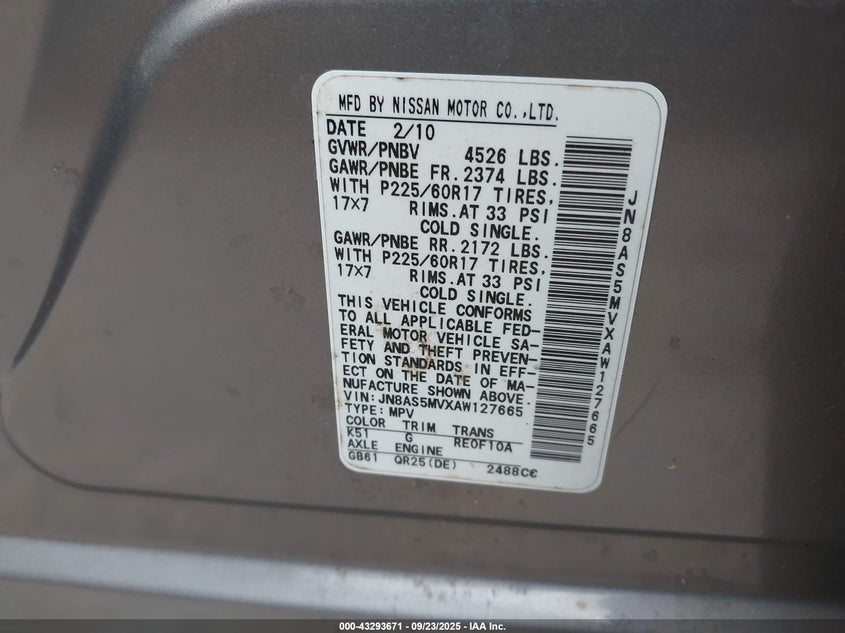 MFD BY NISSAN MOTOR CO.,LTD.
DATE 2/10
GVWR/PNBV 4526 LBS.
GAWR/PNBE FR. 2374 LBS.
WITH P225/60R17 TIRES,
17×7 RIMS. AT 33 PSI
COLD SINGLE.
GAWR/PNBE RR. 2172 LBS.
WITH P225/60R17 TIRES,
17×7 RIMS. AT 33 PSI
COLD SINGLE.
THIS VEHICLE CONFORMS
TO ALL APPLICABLE FED-
ERAL MOTOR VEHICLE SA-
FETY AND THEFT PREVEN-
TION STANDARDS IN EFF-
ECT ON THE DATE OF MA-
NUFACTURE SHOWN ABOVE.
VIN: JN8AS5MVXAW127665
TYPE: MPV
COLOR TRIM TRANS
K51 G RE0F10A
AXLE ENGINE
GB61 QR25(DE) 2488CC
JN8AS5MVXAW127665
000-43293671 - 09/23/2025 - IAA Inc.